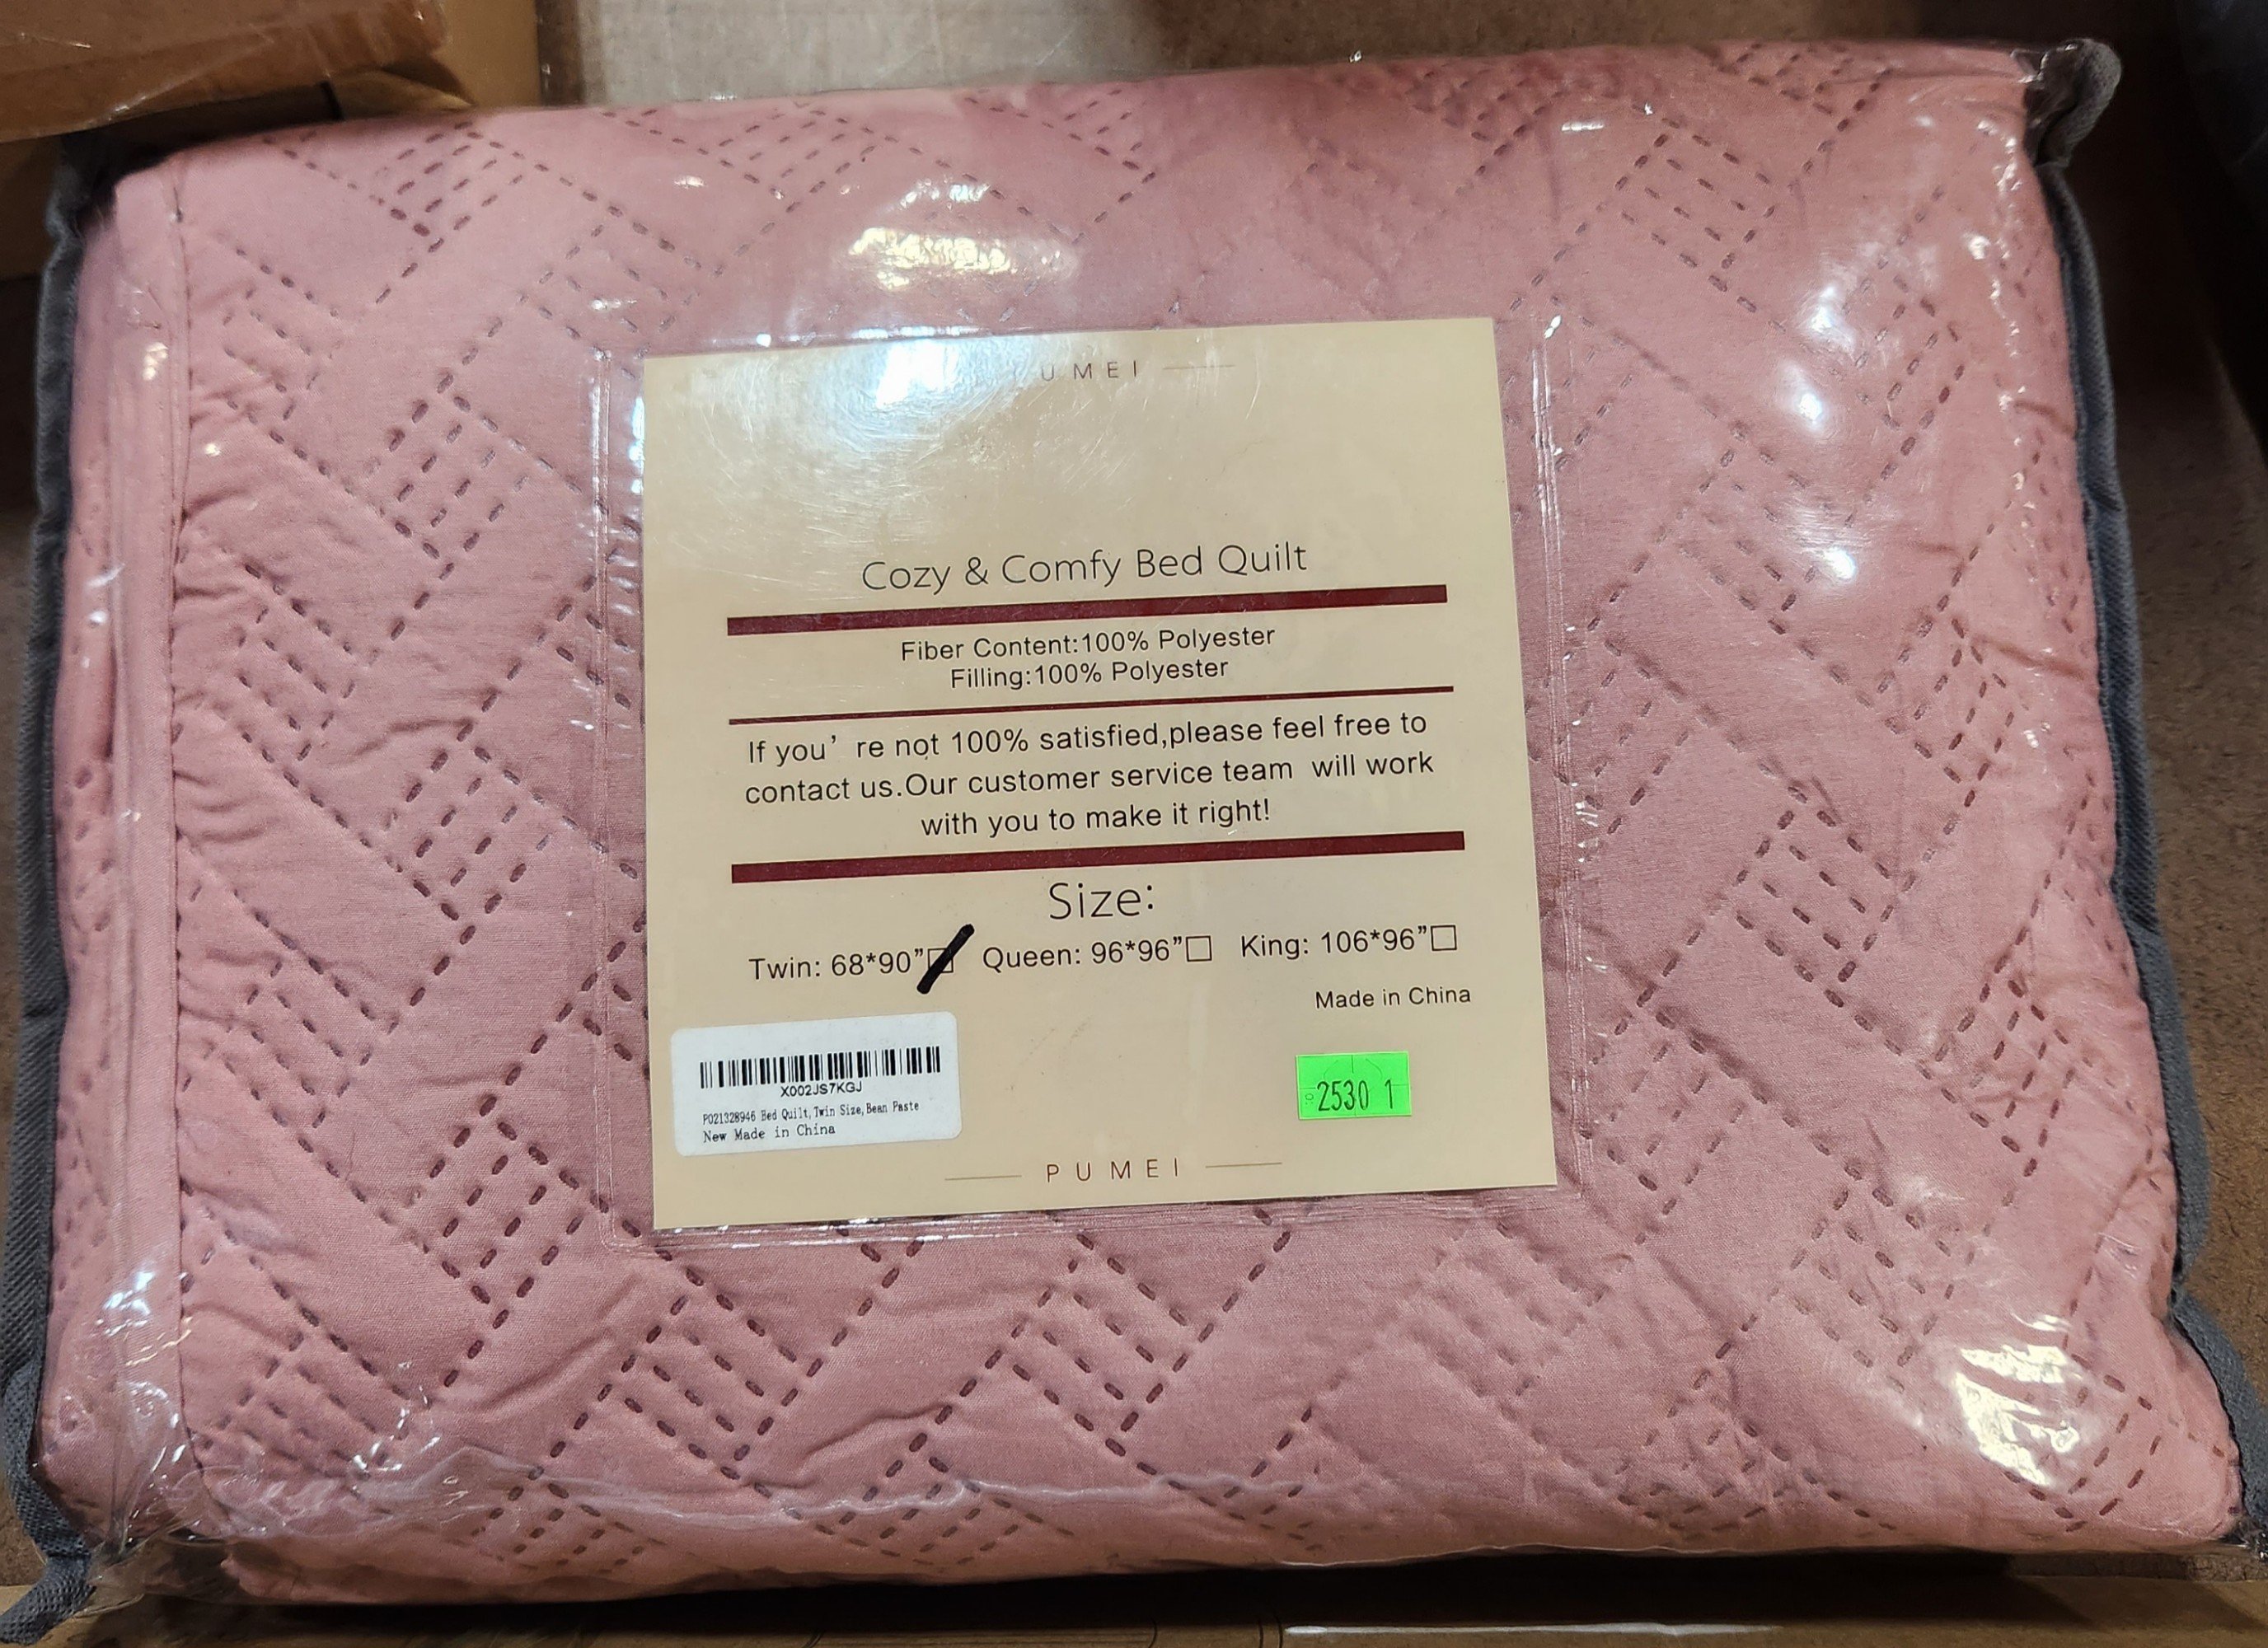 UMEI
Cozy & Comfy Bed Quilt
Fiber Content:100% Polyester
Filling:100% Polyester
If you’ re not 100% satisfied,please feel free to
contact us.Our customer service team will work
with you to make it right!
Size:
Twin: 68*90” Queen: 96*96” King: 106*96”
Made in China
X002JS7KGJ
PO21328946 Bed Quilt,Twin Size,Bean Paste
New Made in China
2530 1
PUMEI